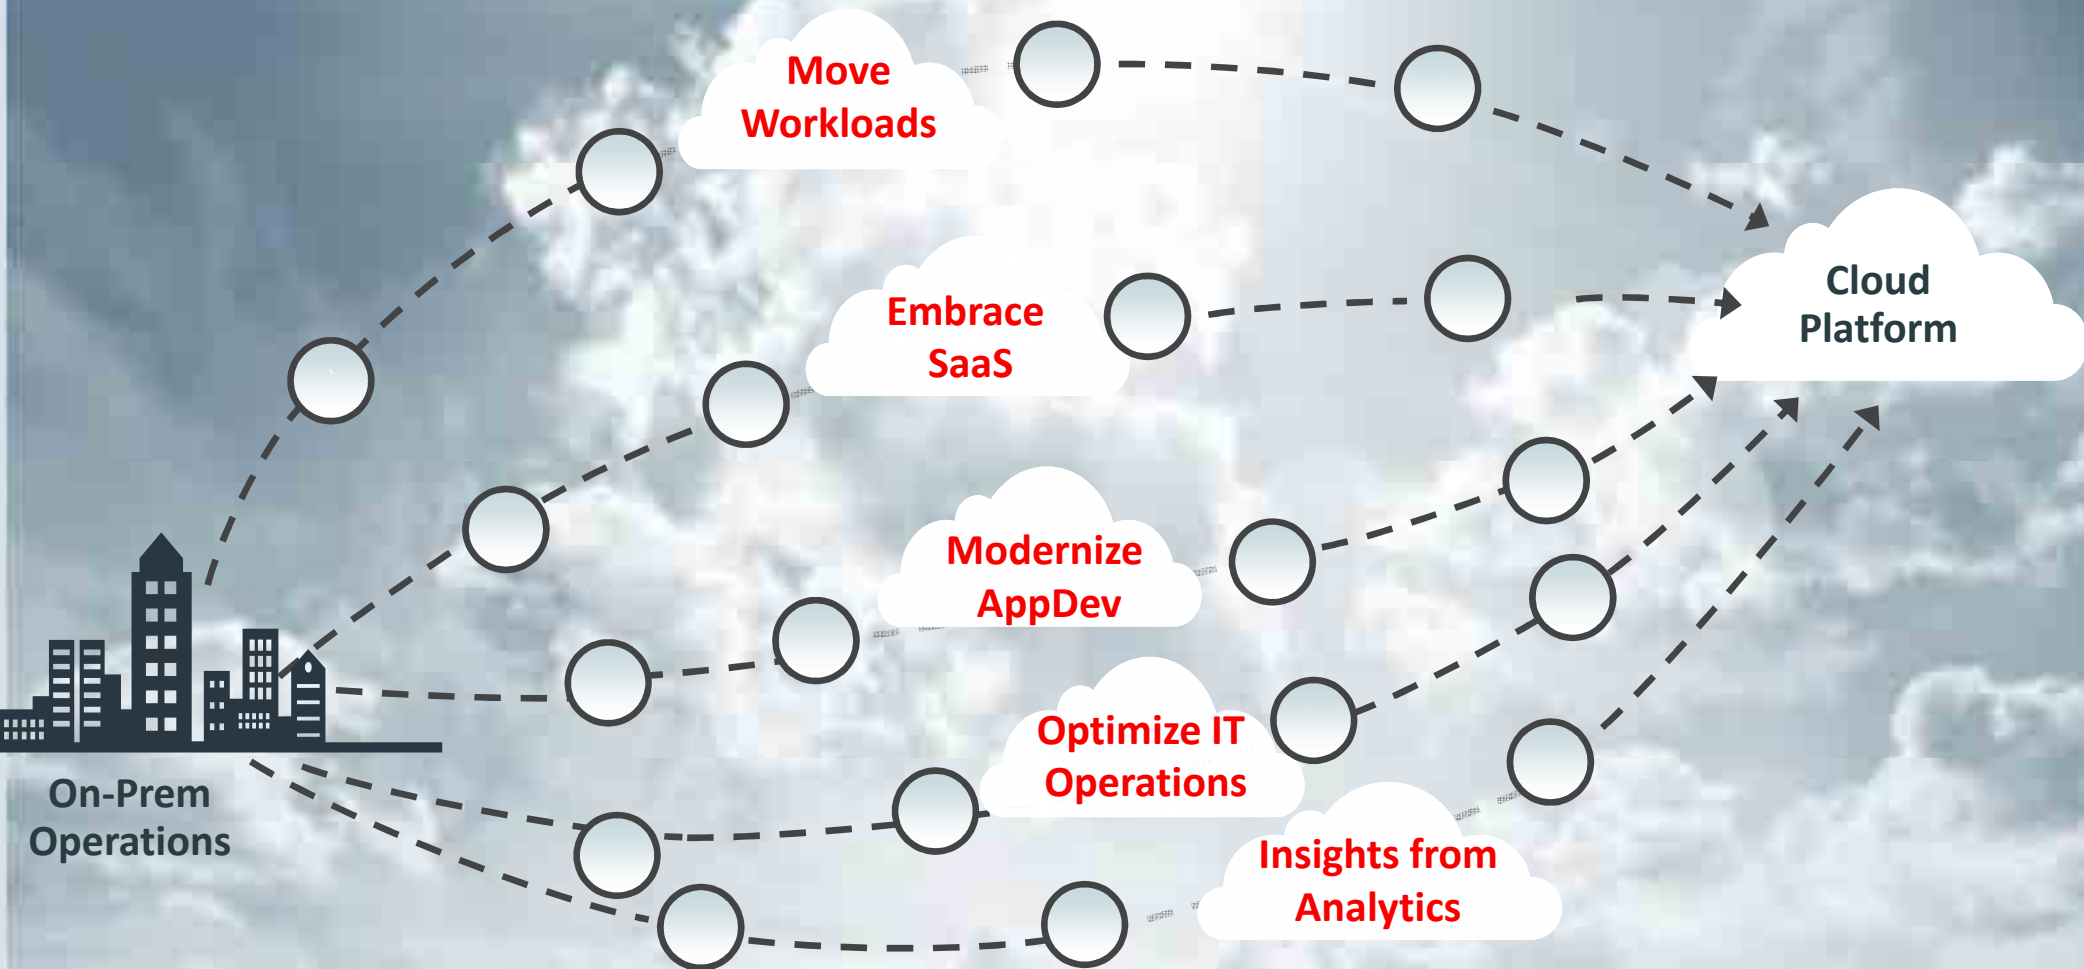 Move
Workloads
Embrace
SaaS
Cloud
Platform
Modernize
AppDev
Optimize IT
Operations
On-Prem
Operations
Insights from
Analytics